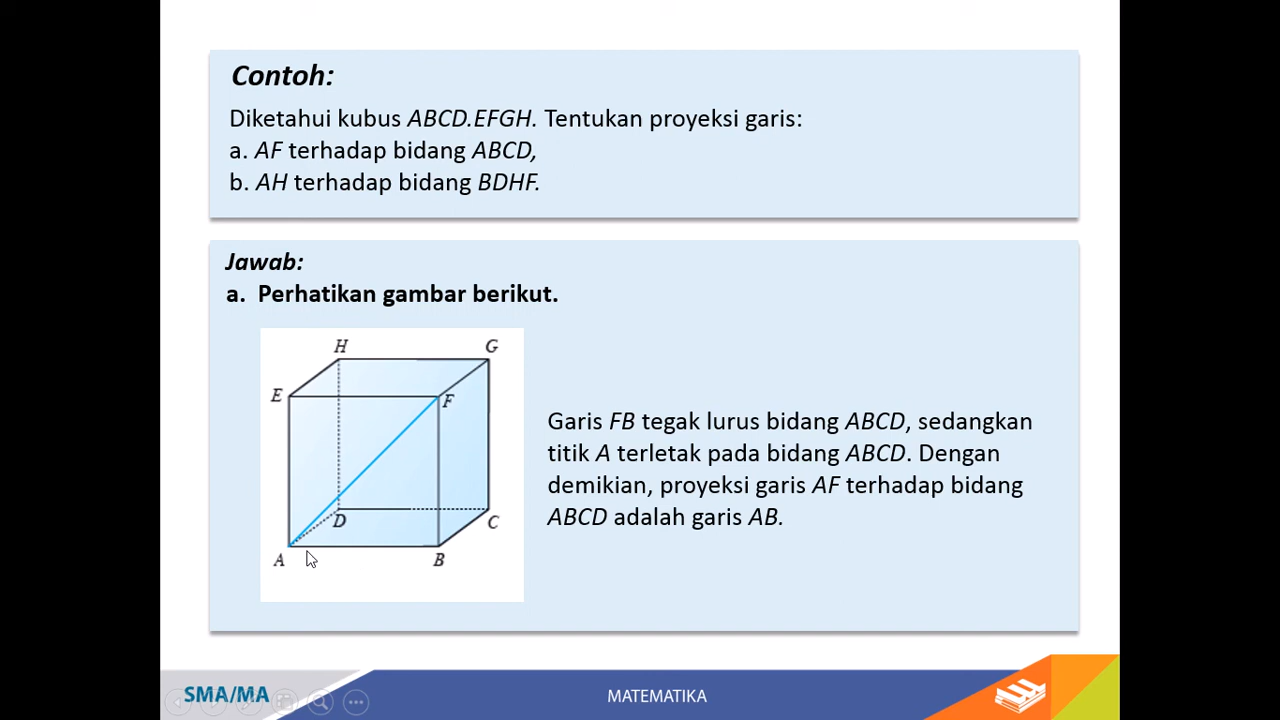 Contoh:
Diketahui kubus ABCD.EFGH. Tentukan proyeksi garis:
a. AF terhadap bidang ABCD,
b. AH terhadap bidang BDHF.
Jawab:
a. Perhatikan gambar berikut.
H
G
E
F
D
C
A
B
Garis FB tegak lurus bidang ABCD, sedangkan
titik A terletak pada bidang ABCD. Dengan
demikian, proyeksi garis AF terhadap bidang
ABCD adalah garis AB.
SMA/MA
MATEMATIKA